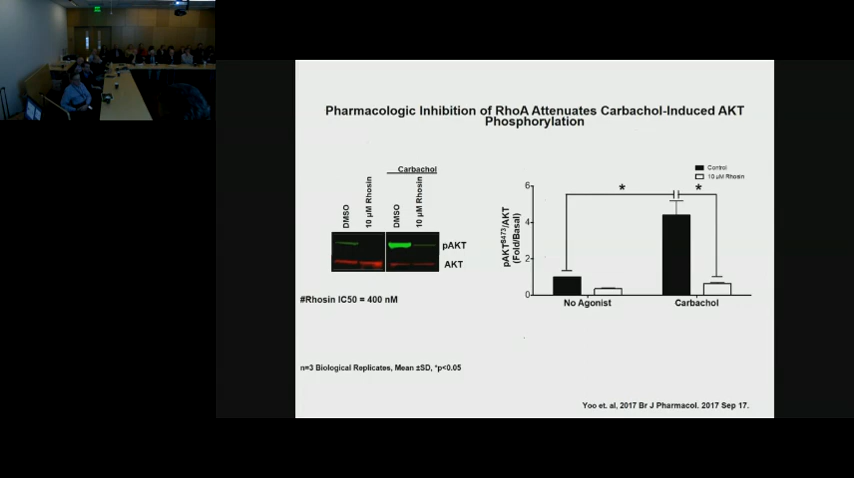 Pharmacologic Inhibition of RhoA Attenuates Carbachol-Induced AKT
Phosphorylation
Carbachol
DMSO
10 µM Rhosin
DMSO
10 µM Rhosin
pAKT
AKT
#Rhosin IC50 = 400 nM
Control
10 µM Rhosin
* *
pAKTS473/AKT
(Fold/Basal)
6
4
2
0
No Agonist
Carbachol
n=3 Biological Replicates, Mean ±SD, *p<0.05
Yoo et. al, 2017 Br J Pharmacol. 2017 Sep 17.